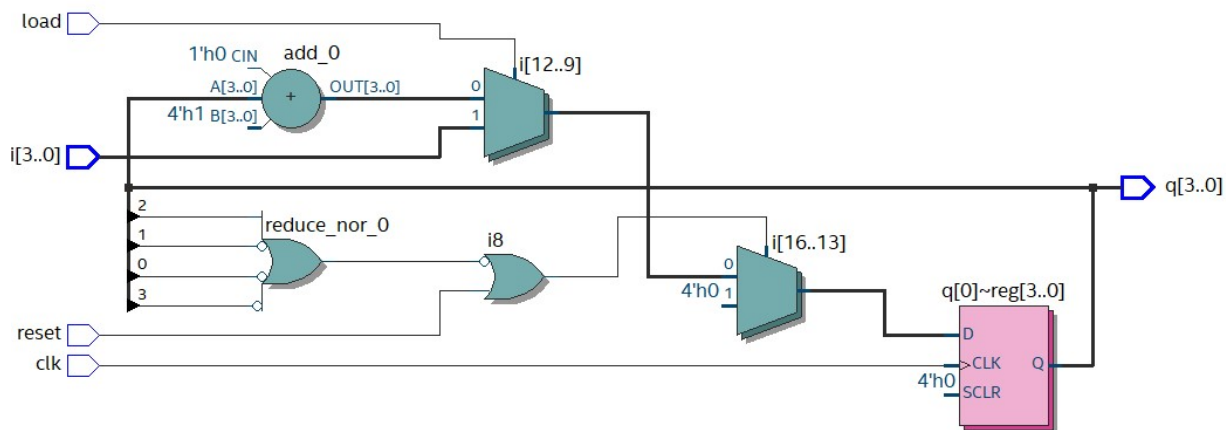 load
1'h0 CIN
add_0
i[12..9]
A[3..0]
OUT[3..0]
0
4'h1 B[3..0]
1
i[3..0]
q[3..0]
2
reduce_nor_0
1
i8
i[16..13]
0
0
4'h0
1
q[0]~reg[3..0]
3
reset
D
clk
CLK
Q
4'h0
SCLR